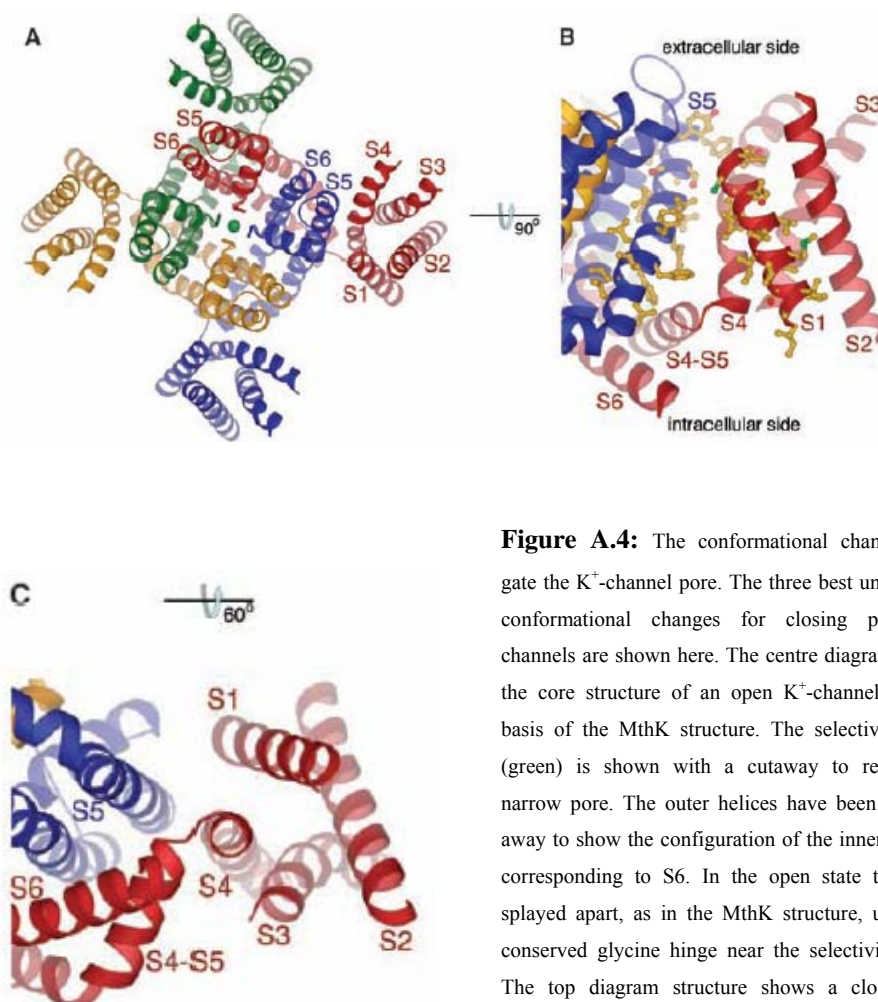 A
S5
S6
S6
S5
S4
S3
S2
S1
90°
B
extracellular side
S5
S3
S4
S1
S2
S4-S5
S6
intracellular side
C
60°
S1
S5
S6
S4
S3
S2
S4-S5
Figure A.4: The conformational chan
gate the K⁺-channel pore. The three best un
conformational changes for closing p
channels are shown here. The centre diagra
the core structure of an open K⁺-channel
basis of the MthK structure. The selectiv
(green) is shown with a cutaway to re
narrow pore. The outer helices have been
away to show the configuration of the inner
corresponding to S6. In the open state t
splayed apart, as in the MthK structure, u
conserved glycine hinge near the selectivi
The top diagram structure shows a clo